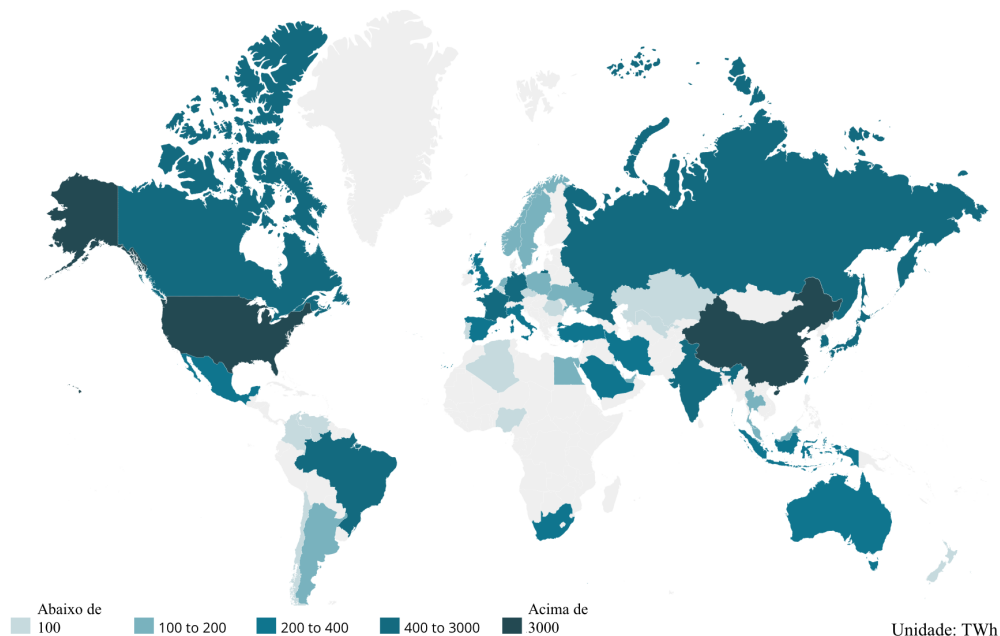 Abaixo de
100
100 to 200
200 to 400
400 to 3000
Acima de
3000
Unidade: TWh